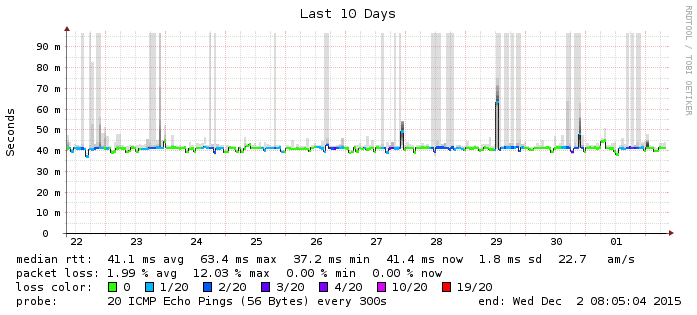 Last 10 Days
RRDTOOL / TOBI OETIKER
Seconds
90 m
80 m
70 m
60 m
50 m
40 m
30 m
20 m
10 m
0
22 23 24 25 26 27 28 29 30 01
median rtt: 41.1 ms avg 63.4 ms max 37.2 ms min 41.4 ms now 1.8 ms sd 22.7 am/s
packet loss: 1.99 % avg 12.03 % max 0.00 % min 0.00 % now
loss color: 0 1/20 2/20 3/20 4/20 10/20 19/20
probe: 20 ICMP Echo Pings (56 Bytes) every 300s end: Wed Dec 2 08:05:04 2015